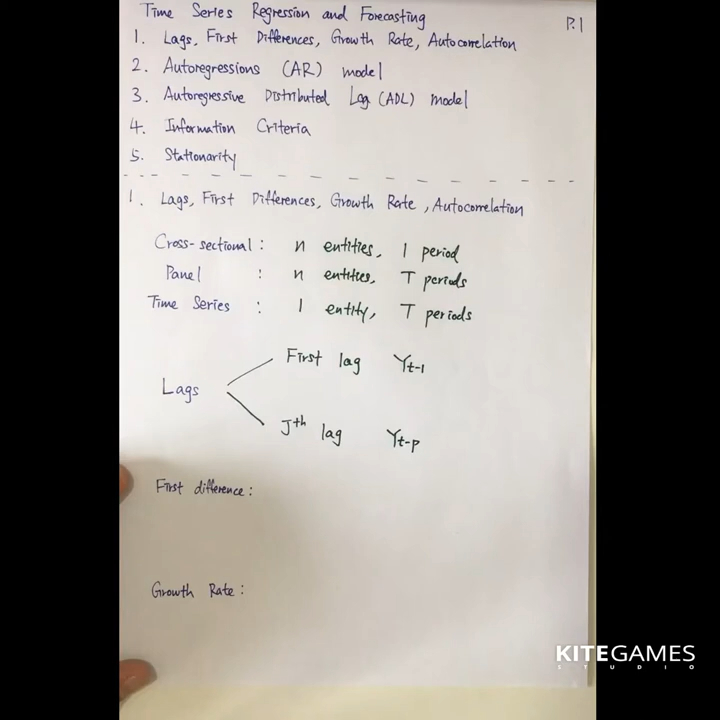 Time Series Regression and Forecasting P.1
1. Lags, First Differences, Growth Rate, Autocorrelation
2. Autoregressions (AR) model
3. Autoregressive Distributed Lag (ADL) model
4. Information Criteria
5. Stationarity
1. Lags, First Differences, Growth Rate, Autocorrelation
Cross-sectional: n entities, 1 period
Panel : n entities, T periods
Time Series : 1 entity, T periods
First lag Yt-1
Lags
Jth lag Yt-p
First difference:
Growth Rate:
KITEGAMES
STUDIO